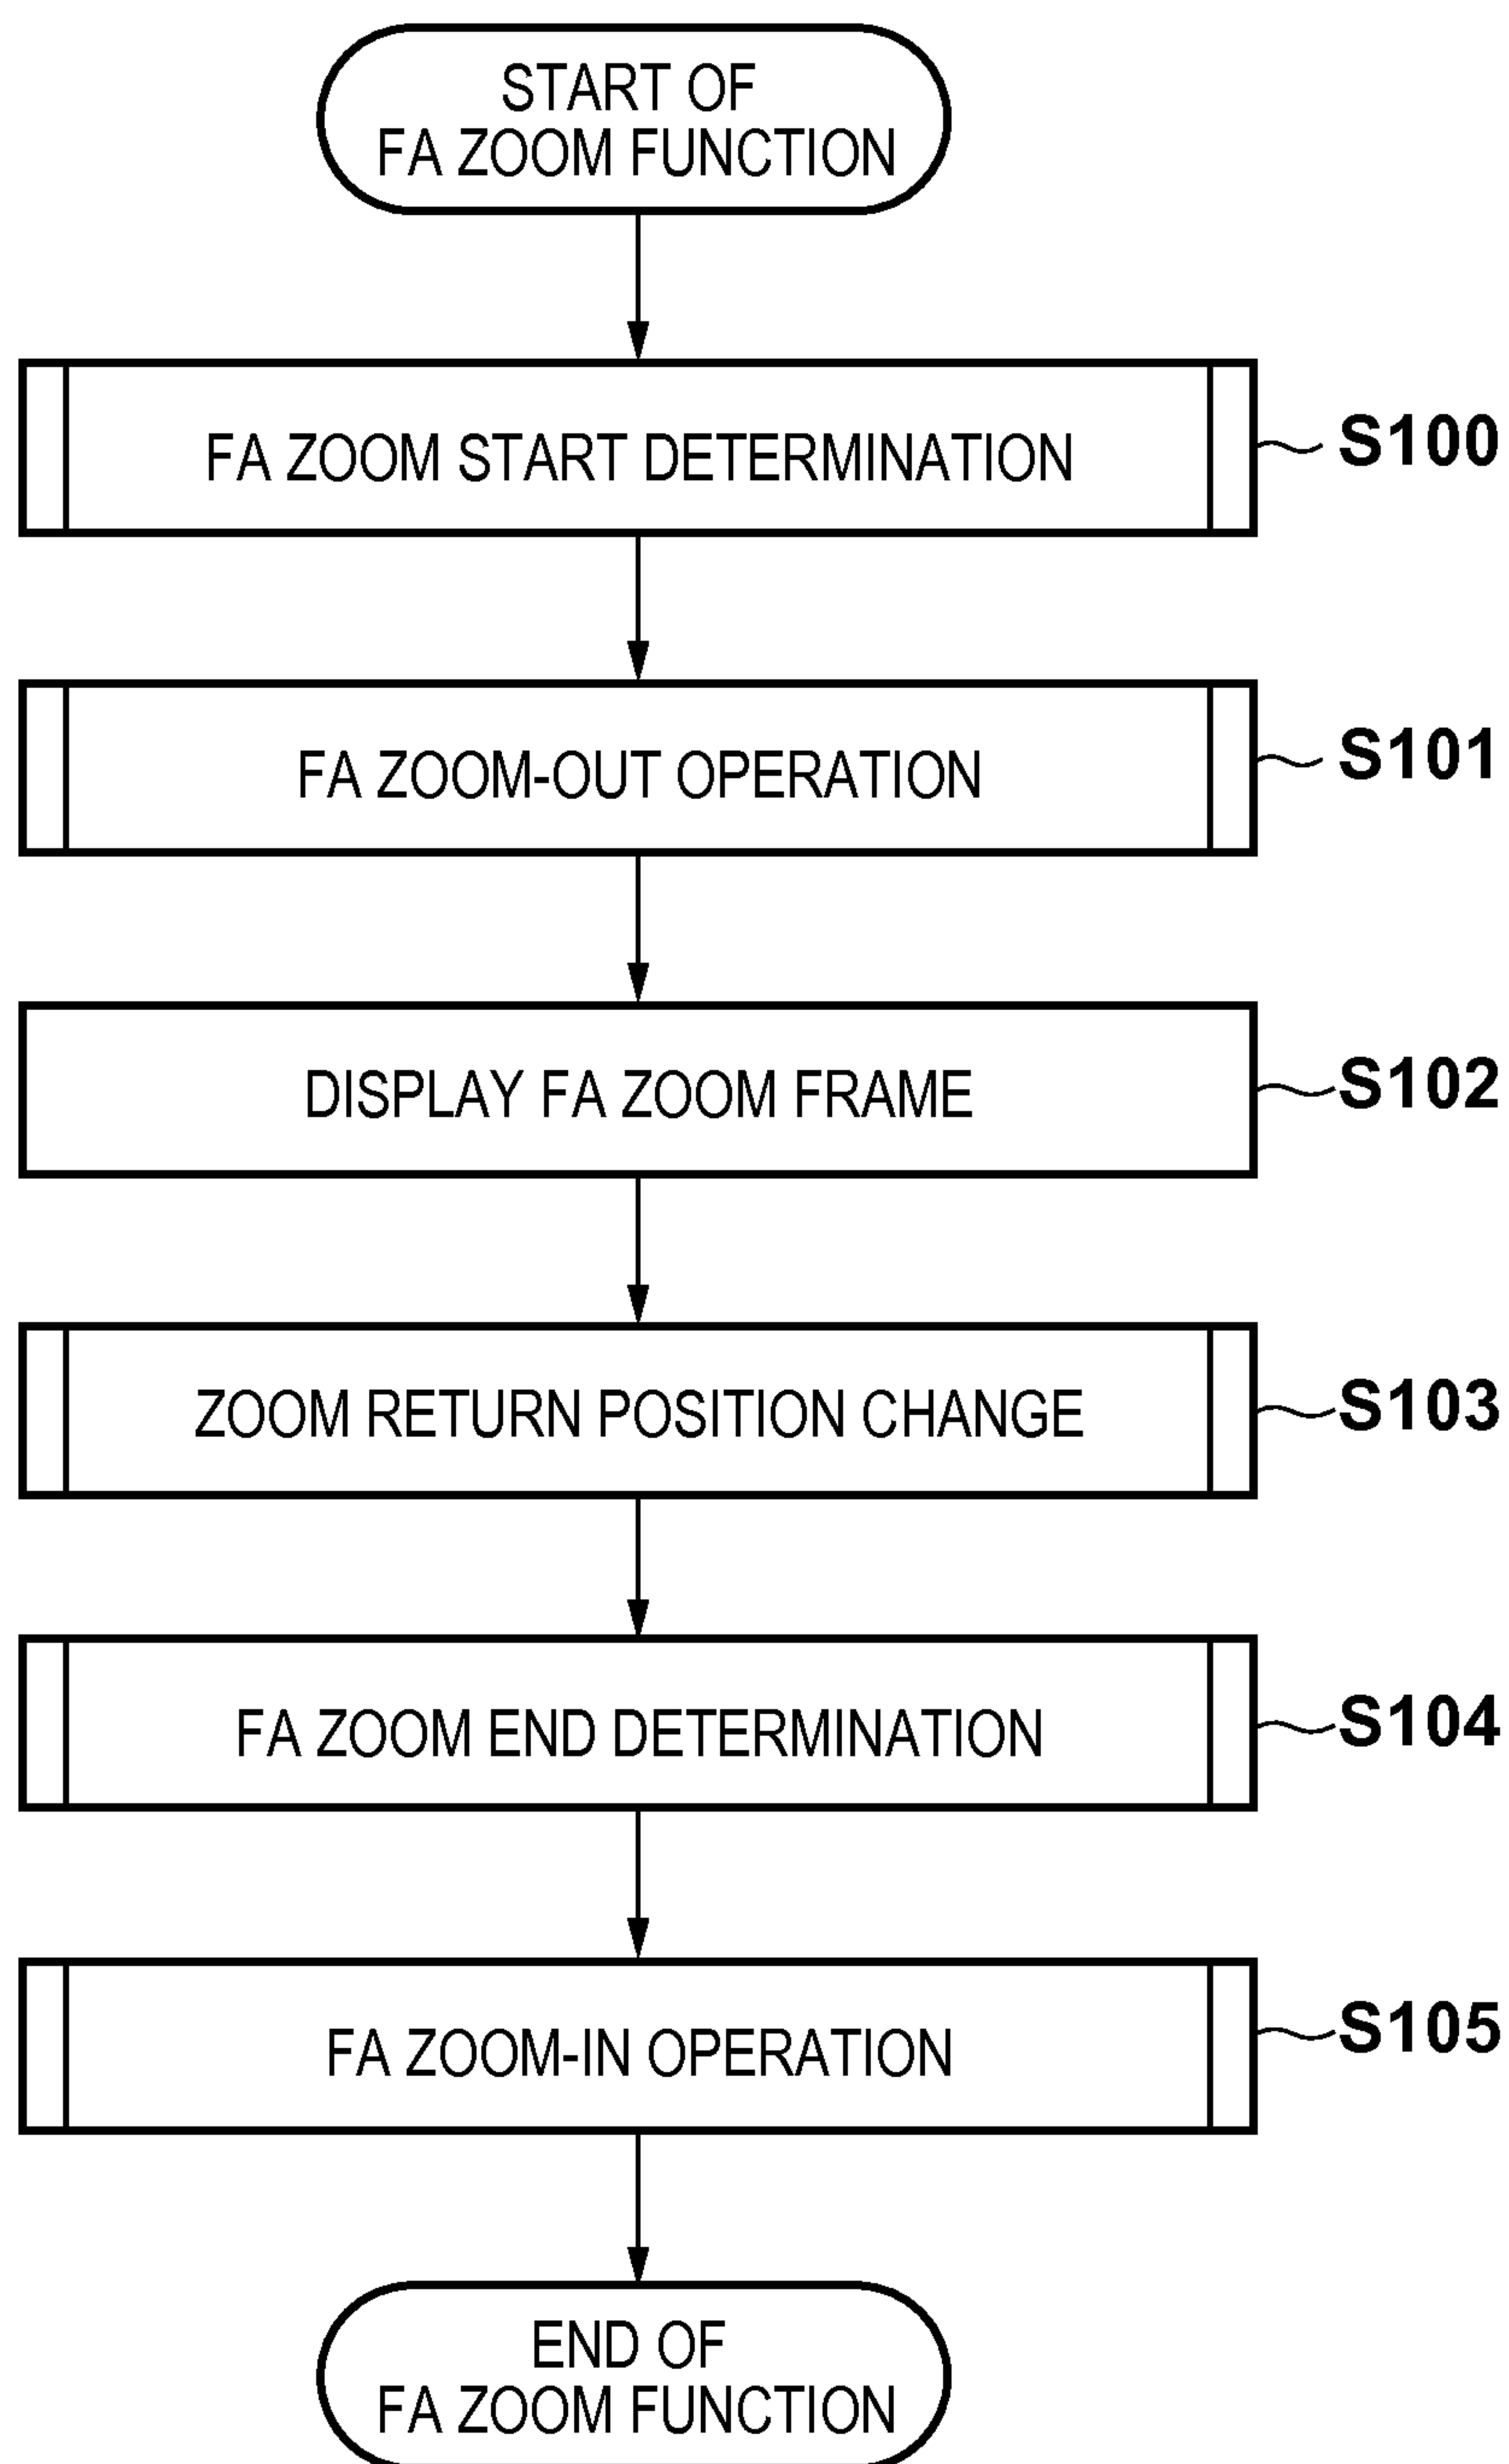 START OF
FA ZOOM FUNCTION
FA ZOOM START DETERMINATION
S100
FA ZOOM-OUT OPERATION
S101
DISPLAY FA ZOOM FRAME
S102
ZOOM RETURN POSITION CHANGE
S103
FA ZOOM END DETERMINATION
S104
FA ZOOM-IN OPERATION
S105
END OF
FA ZOOM FUNCTION